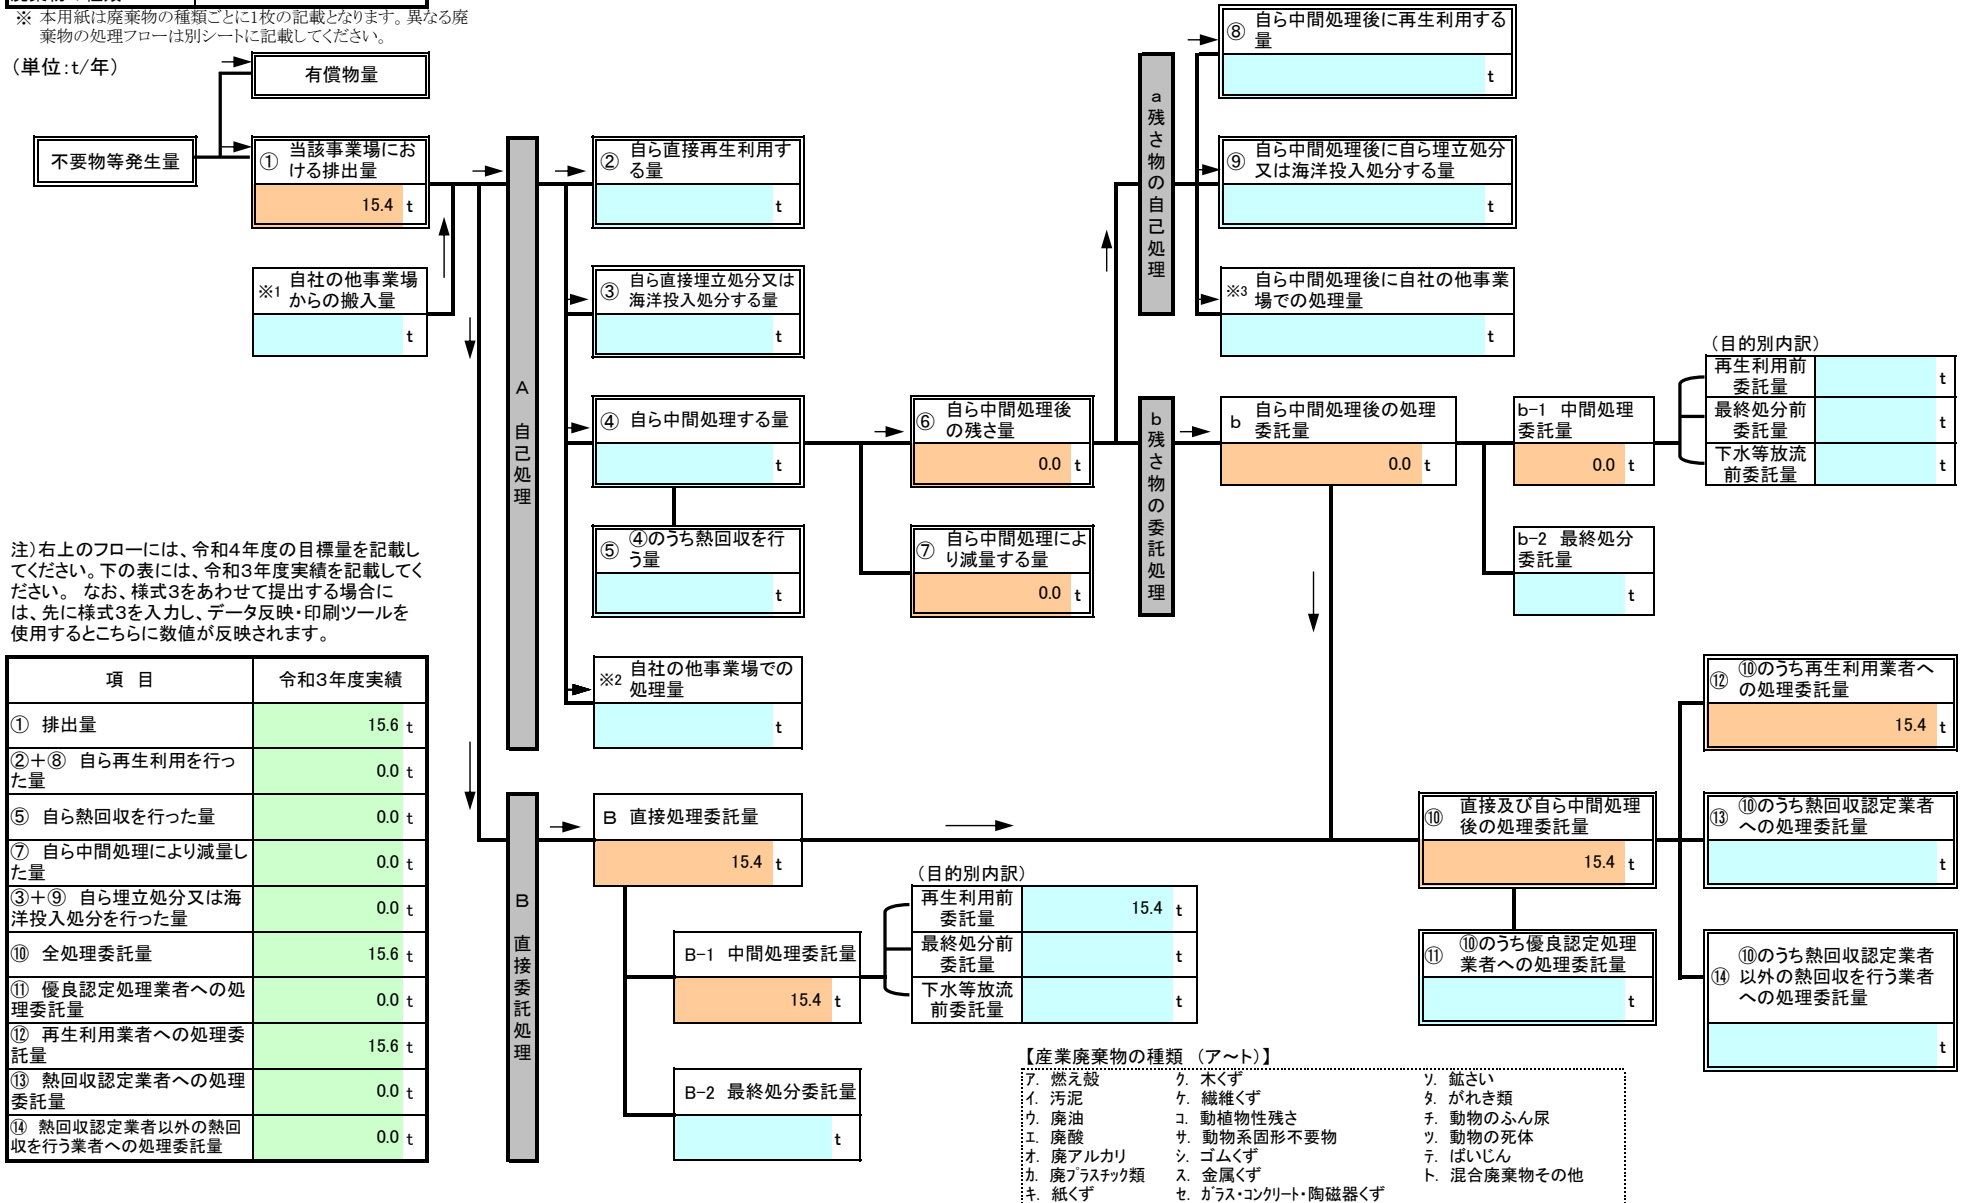 ※ 本用紙は廃棄物の種類ごとに1枚の記載となります。異なる廃
棄物の処理フローは別シートに記載してください。
(単位:t/年)
有償物量
不要物等発生量
① 当該事業場にお
ける排出量
15.4 t
※1 自社の他事業場
からの搬入量
t
A 自己処理
② 自ら直接再生利用す
る量
t
③ 自ら直接埋立処分又は
海洋投入処分する量
t
④ 自ら中間処理する量
t
⑤ ④のうち熱回収を行
う量
t
※2 自社の他事業場での
処理量
t
⑥ 自ら中間処理後
の残さ量
0.0 t
⑦ 自ら中間処理によ
り減量する量
0.0 t
a残さ物の自己処理
⑧ 自ら中間処理後に再生利用する
量
t
⑨ 自ら中間処理後に自ら埋立処分
又は海洋投入処分する量
t
※3 自ら中間処理後に自社の他事業
場での処理量
t
b残さ物の委託処理
b 自ら中間処理後の処理
委託量
0.0 t
b-1 中間処理
委託量
0.0 t
b-2 最終処分
委託量
t
(目的別内訳)
再生利用前
委託量
t
最終処分前
委託量
t
下水等放流
前委託量
t
注)右上のフローには、令和4年度の目標量を記載し
てください。下の表には、令和3年度実績を記載してく
ださい。 なお、様式3をあわせて提出する場合に
は、先に様式3を入力し、データ反映・印刷ツールを
使用するとこちらに数値が反映されます。
項 目 令和3年度実績
① 排出量 15.6 t
②+⑧ 自ら再生利用を行っ
た量 0.0 t
⑤ 自ら熱回収を行った量 0.0 t
⑦ 自ら中間処理により減量し
た量 0.0 t
③+⑨ 自ら埋立処分又は海
洋投入処分を行った量 0.0 t
⑩ 全処理委託量 15.6 t
⑪ 優良認定処理業者への処
理委託量 0.0 t
⑫ 再生利用業者への処理委
託量 15.6 t
⑬ 熱回収認定業者への処理
委託量 0.0 t
⑭ 熱回収認定業者以外の熱回
収を行う業者への処理委託量 0.0 t
B 直接委託処理
B 直接処理委託量
15.4 t
B-1 中間処理委託量
15.4 t
B-2 最終処分委託量
t
(目的別内訳)
再生利用前
委託量
15.4 t
最終処分前
委託量
t
下水等放流
前委託量
t
⑩ 直接及び自ら中間処理
後の処理委託量
15.4 t
⑪ ⑩のうち優良認定処理
業者への処理委託量
t
⑫ ⑩のうち再生利用業者へ
の処理委託量
15.4 t
⑬ ⑩のうち熱回収認定業者
への処理委託量
t
⑭ ⑩のうち熱回収認定業者
以外の熱回収を行う業者
への処理委託量
t
【産業廃棄物の種類 (ア～ト)】
ア. 燃え殻 ク. 木くず ソ. 鉱さい
イ. 汚泥 ケ. 繊維くず タ. がれき類
ウ. 廃油 コ. 動植物性残さ チ. 動物のふん尿
エ. 廃酸 サ. 動物系固形不要物 ツ. 動物の死体
オ. 廃アルカリ シ. ゴムくず テ. ばいじん
カ. 廃プラスチック類 ス. 金属くず ト. 混合廃棄物その他
キ. 紙くず セ. ガラス・コンクリート・陶磁器くず